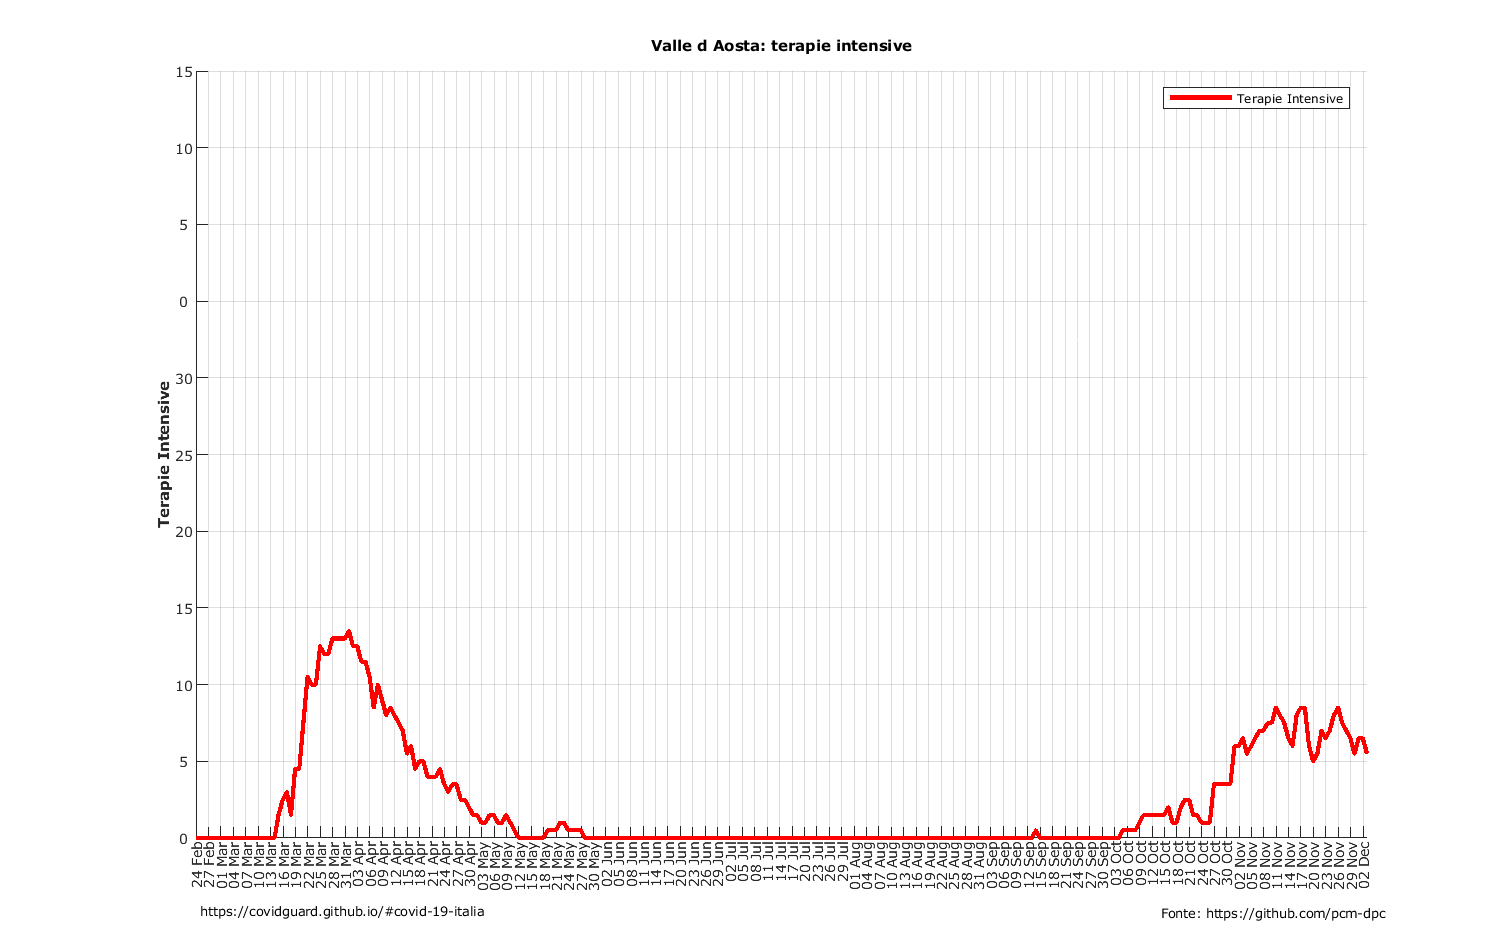 Valle d Aosta: terapie intensive
Terapie Intensive
15
10
5
0
30
25
20
15
10
5
0
Terapie Intensive
24 Feb
27 Feb
01 Mar
04 Mar
07 Mar
10 Mar
13 Mar
16 Mar
19 Mar
22 Mar
25 Mar
28 Mar
31 Mar
03 Apr
06 Apr
09 Apr
12 Apr
15 Apr
18 Apr
21 Apr
24 Apr
27 Apr
30 Apr
03 May
06 May
09 May
12 May
15 May
18 May
21 May
24 May
27 May
30 May
02 Jun
05 Jun
08 Jun
11 Jun
14 Jun
17 Jun
20 Jun
23 Jun
26 Jun
29 Jun
02 Jul
05 Jul
08 Jul
11 Jul
14 Jul
17 Jul
20 Jul
23 Jul
26 Jul
29 Jul
01 Aug
04 Aug
07 Aug
10 Aug
13 Aug
16 Aug
19 Aug
22 Aug
25 Aug
28 Aug
31 Aug
03 Sep
06 Sep
09 Sep
12 Sep
15 Sep
18 Sep
21 Sep
24 Sep
27 Sep
30 Sep
03 Oct
06 Oct
09 Oct
12 Oct
15 Oct
18 Oct
21 Oct
24 Oct
27 Oct
30 Oct
02 Nov
05 Nov
08 Nov
11 Nov
14 Nov
17 Nov
20 Nov
23 Nov
26 Nov
29 Nov
02 Dec
https://covidguard.github.io/#covid-19-italia
Fonte: https://github.com/pcm-dpc